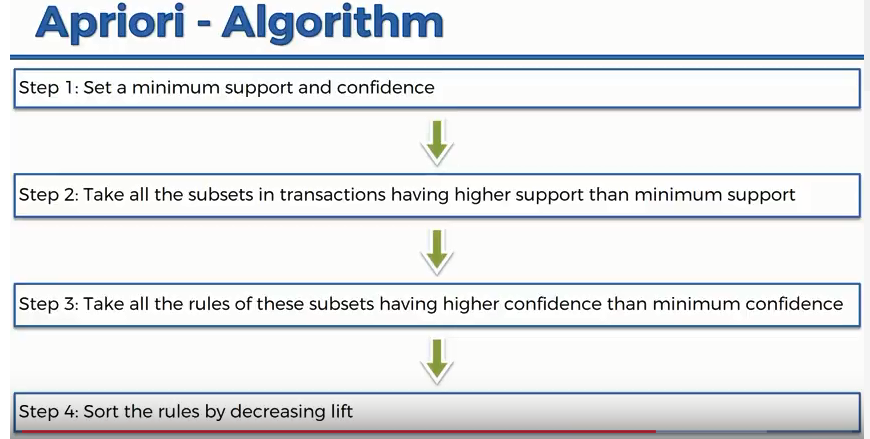 Apriori - Algorithm
Step 1: Set a minimum support and confidence
Step 2: Take all the subsets in transactions having higher support than minimum support
Step 3: Take all the rules of these subsets having higher confidence than minimum confidence
Step 4: Sort the rules by decreasing lift